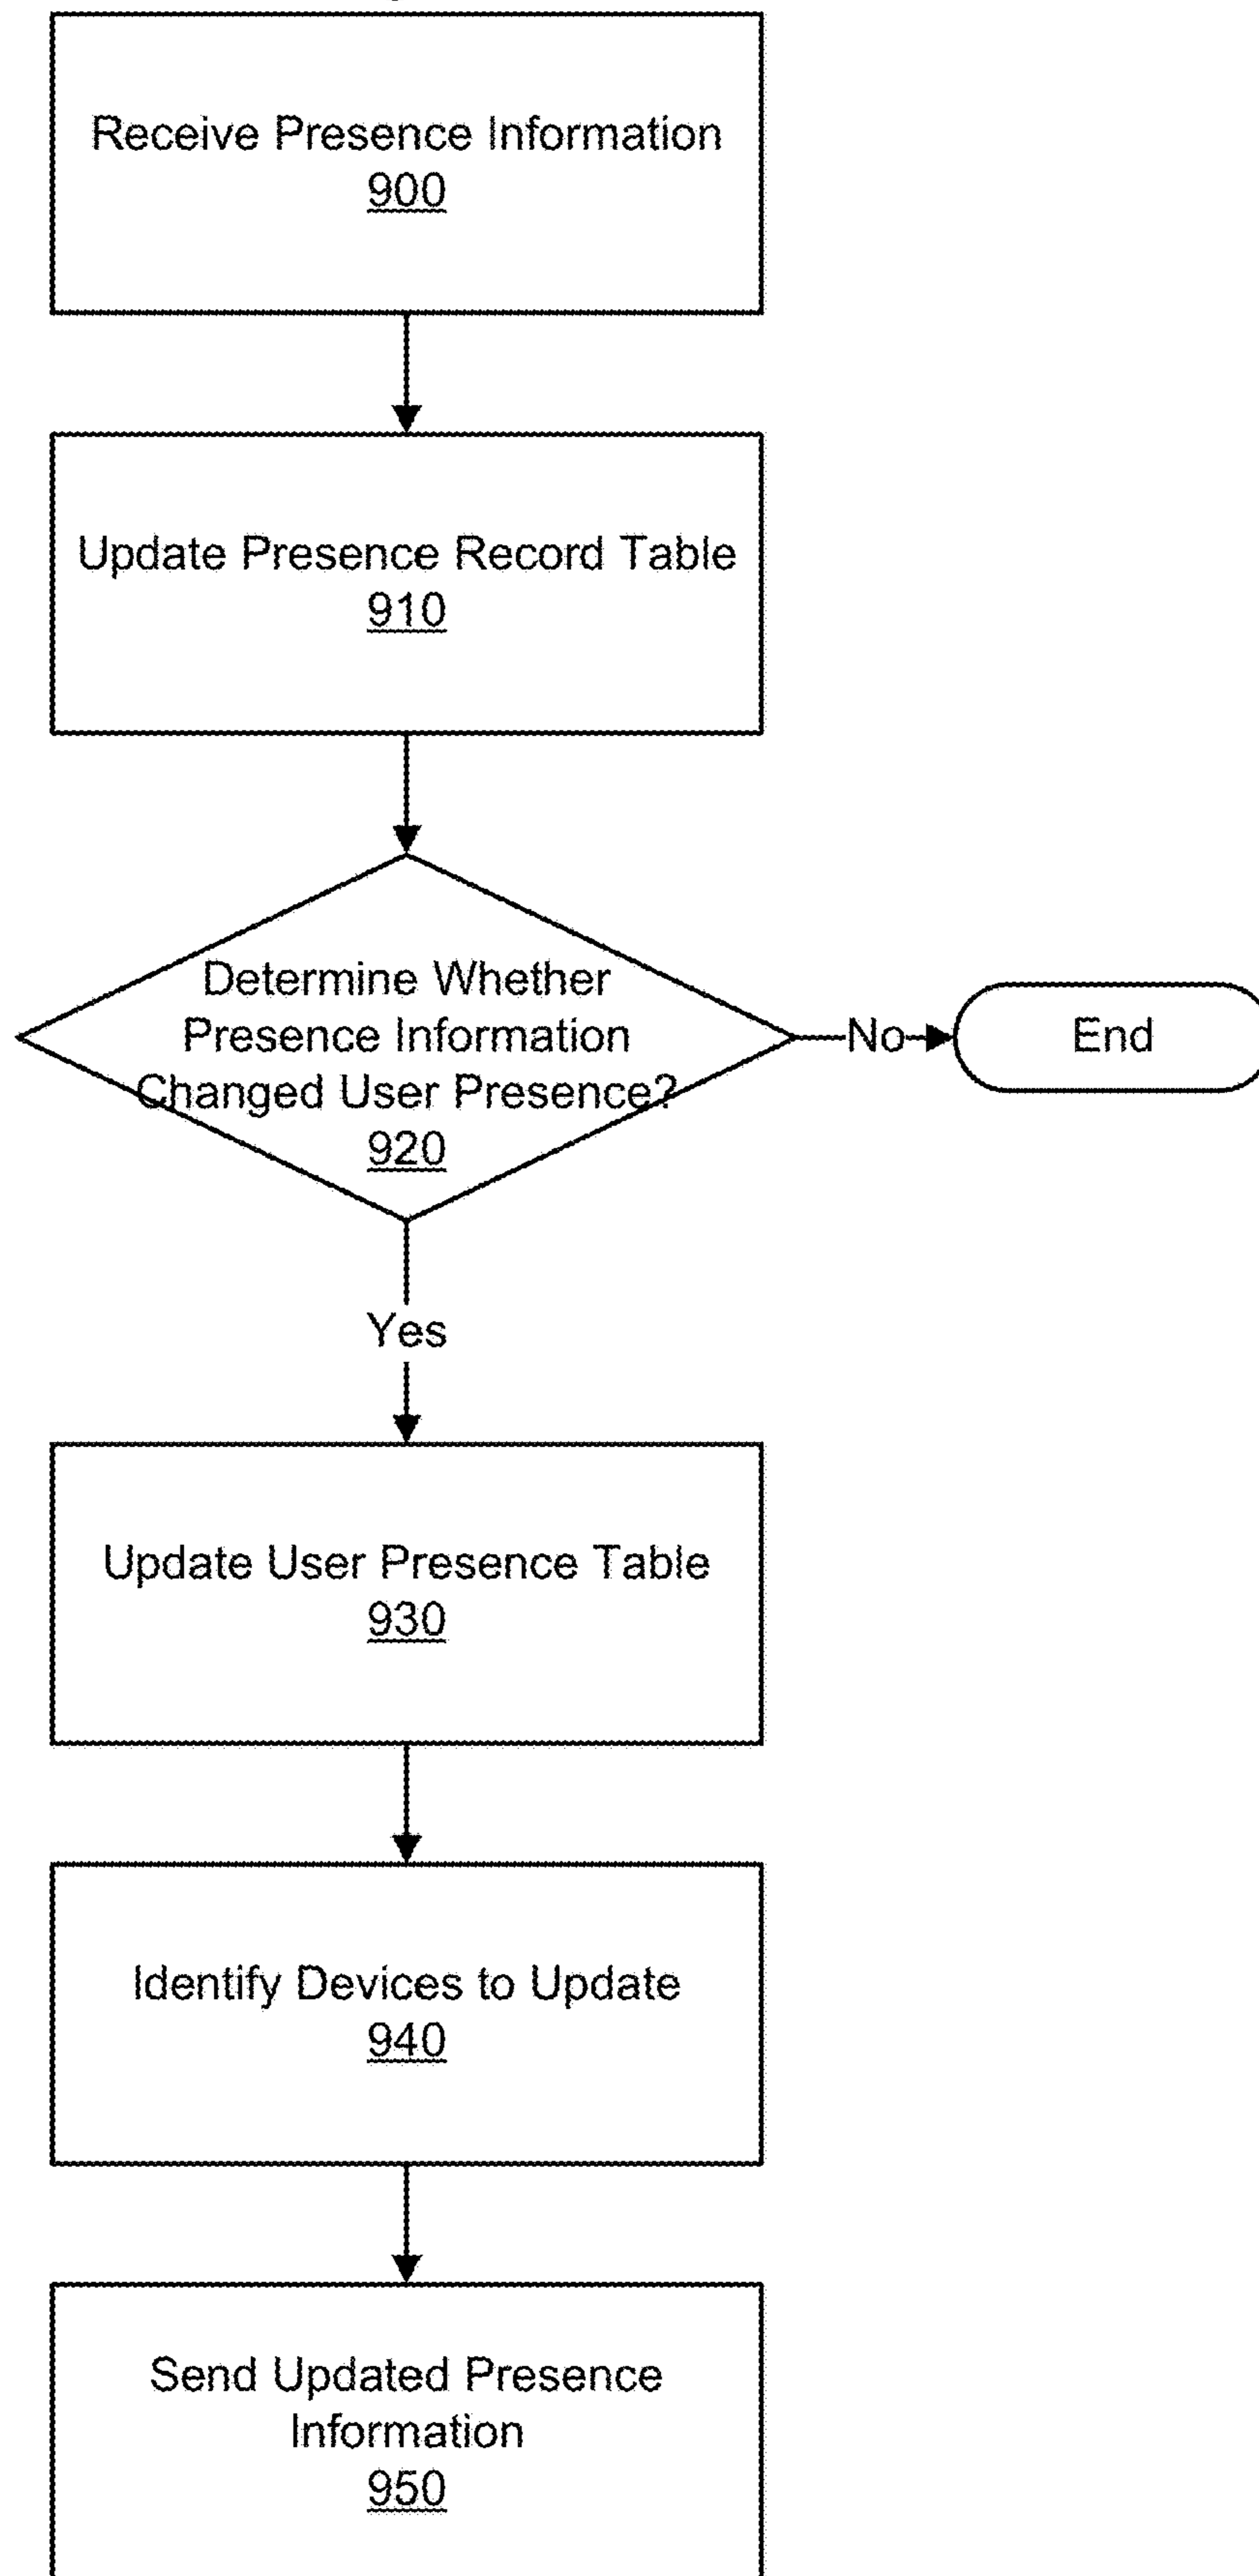 Receive Presence Information
900
Update Presence Record Table
910
Determine Whether
Presence Information
Changed User Presence?
920
No
End
Yes
Update User Presence Table
930
Identify Devices to Update
940
Send Updated Presence
Information
950